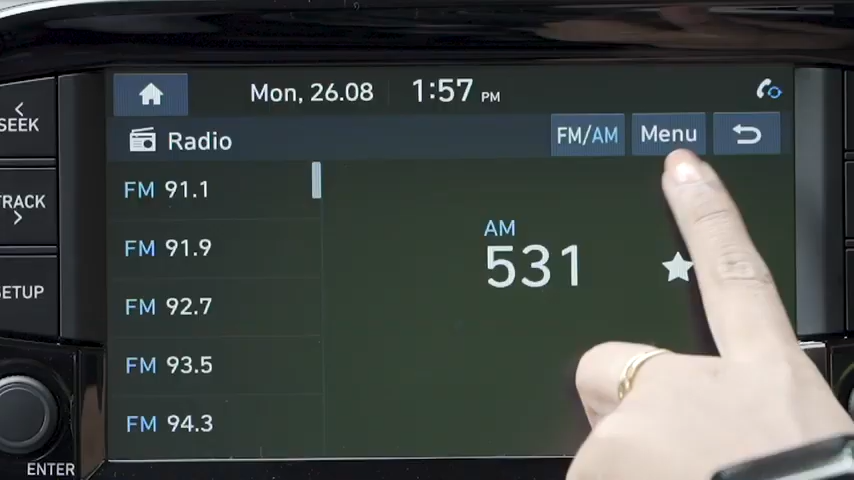 Mon, 26.08 1:57 PM
SEEK
Radio FM/AM Menu
FM 91.1
TRACK
AM
531
FM 91.9
SETUP
FM 92.7
FM 93.5
FM 94.3
ENTER